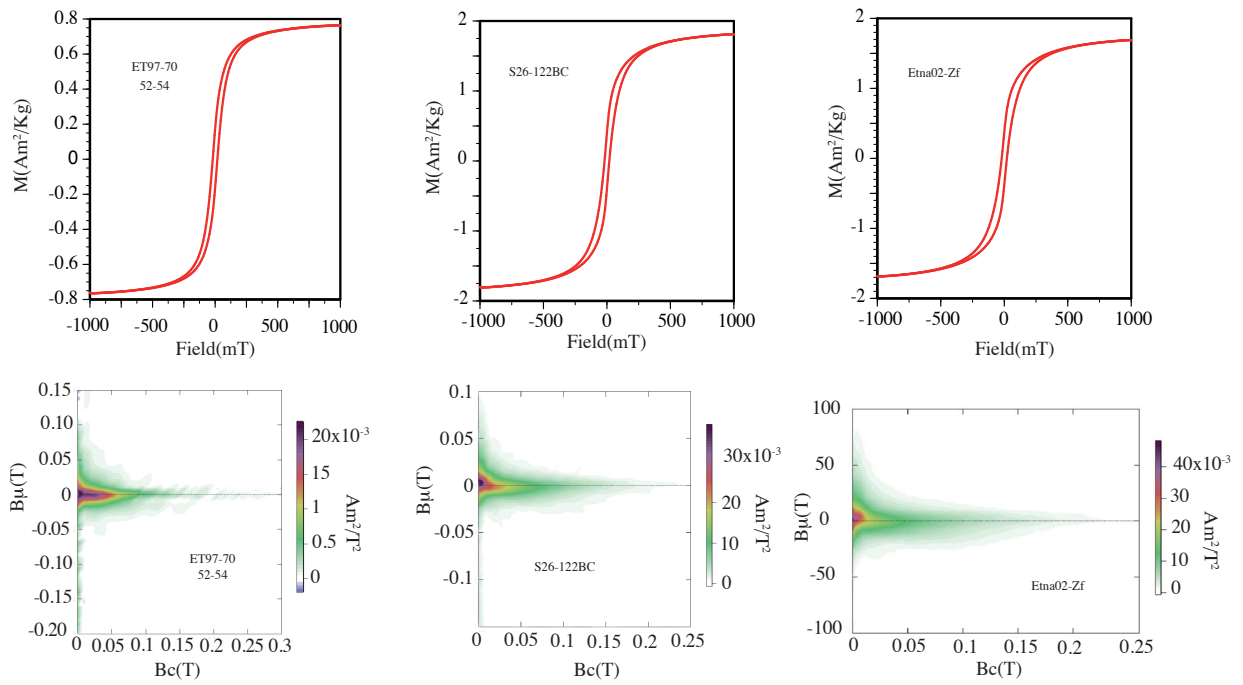 0.8
0.6
0.4
0.2
0
-0.2
-0.4
-0.6
-0.8
M(Am²/Kg)
ET97-70
52-54
-1000 -500 0 500 1000
Field(mT)
2
1
0
-1
-2
M(Am²/Kg)
S26-122BC
-1000 -500 0 500 1000
Field(mT)
2
1
0
-1
-2
M(Am²/Kg)
Etna02-Zf
-1000 -500 0 500 1000
Field(mT)
0.15
0.10
0.05
0
-0.05
-0.10
-0.15
-0.20
Bµ(T)
ET97-70
52-54
0 0.05 0.1 0.15 0.20 0.25 0.3
Bc(T)
20x10⁻³
15
1
0.5
0
Am²/T²
0.1
0.05
0
-0.05
-0.1
Bµ(T)
S26-122BC
0 0.05 0.1 0.15 0.2 0.25
Bc(T)
30x10⁻³
20
10
0
Am²/T²
100
50
0
-50
-100
Bµ(T)
Etna02-Zf
0 0.05 0.10 0.15 0.20 0.25
Bc(T)
40x10⁻³
30
20
10
0
Am²/T²